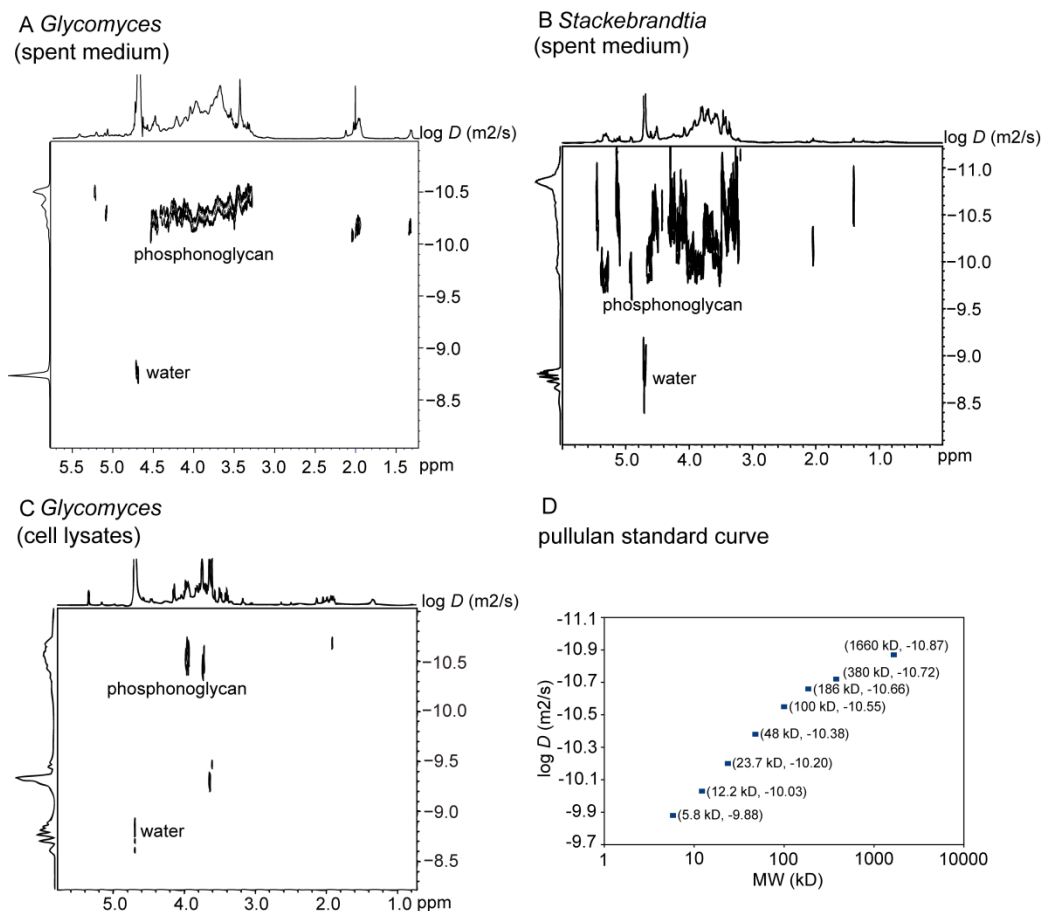 A Glycomyces
(spent medium)
log D (m2/s)
−10.5
−10.0
−9.5
−9.0
−8.5
phosphonoglycan
water
5.5 5.0 4.5 4.0 3.5 3.0 2.5 2.0 1.5 ppm
B Stackebrandtia
(spent medium)
log D (m2/s)
−11.0
−10.5
−10.0
−9.5
−9.0
−8.5
phosphonoglycan
water
5.0 4.0 3.0 2.0 1.0 ppm
C Glycomyces
(cell lysates)
log D (m2/s)
−10.5
−10.0
−9.5
−9.0
−8.5
phosphonoglycan
water
5.0 4.0 3.0 2.0 1.0 ppm
D
pullulan standard curve
log D (m2/s)
-11.1
-10.9
-10.7
-10.5
-10.3
-10.1
-9.9
-9.7
(1660 kD, -10.87)
(380 kD, -10.72)
(186 kD, -10.66)
(100 kD, -10.55)
(48 kD, -10.38)
(23.7 kD, -10.20)
(12.2 kD, -10.03)
(5.8 kD, -9.88)
1 10 100 1000 10000
MW (kD)